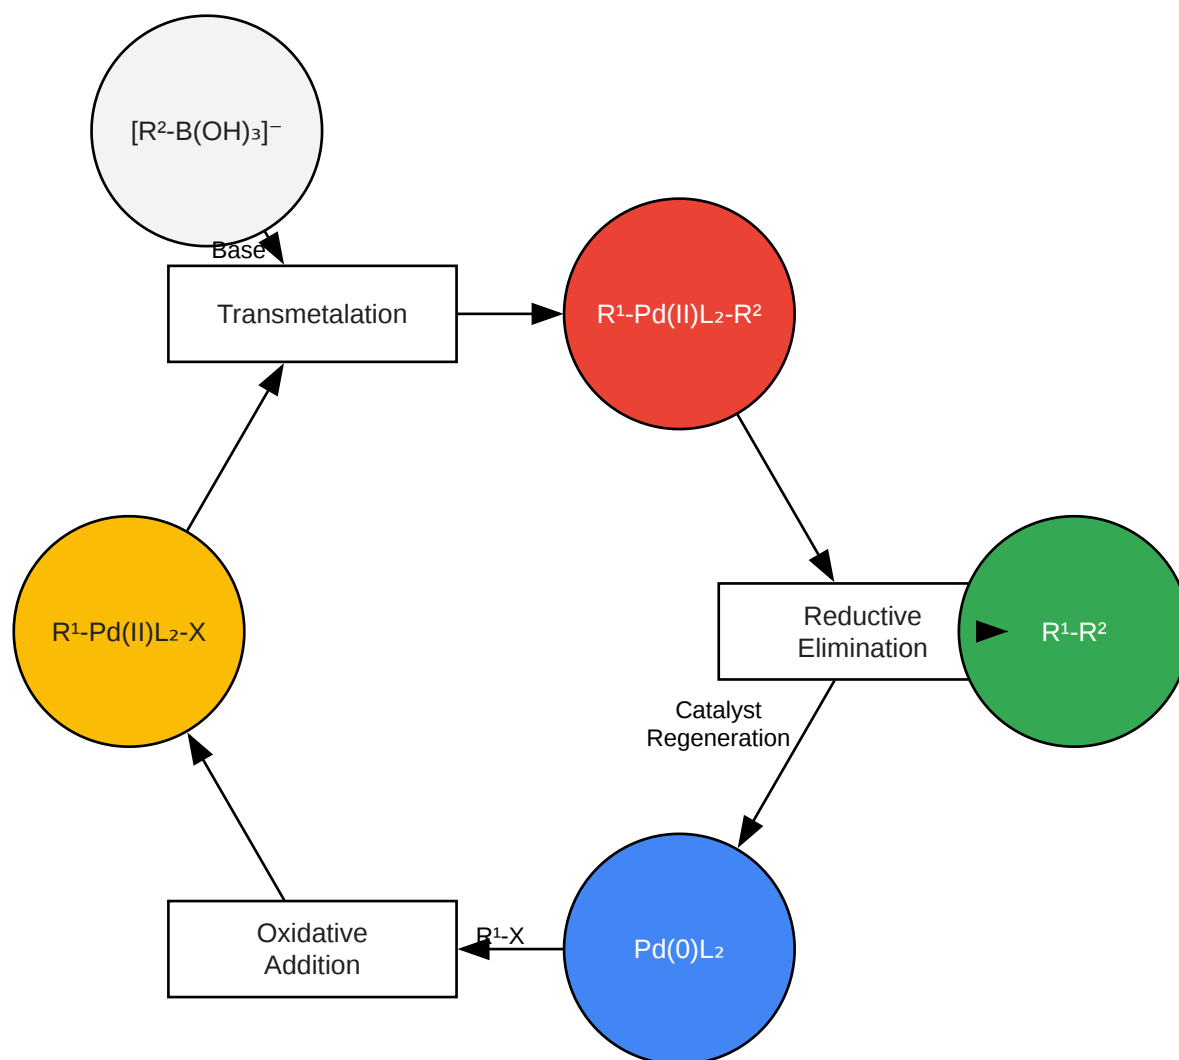 [R²-B(OH)₃]⁻
Base
Transmetalation
R¹-Pd(II)L₂-R²
R¹-Pd(II)L₂-X
Reductive
Elimination
R¹-R²
Catalyst
Regeneration
Oxidative
Addition
R¹-X
Pd(0)L₂